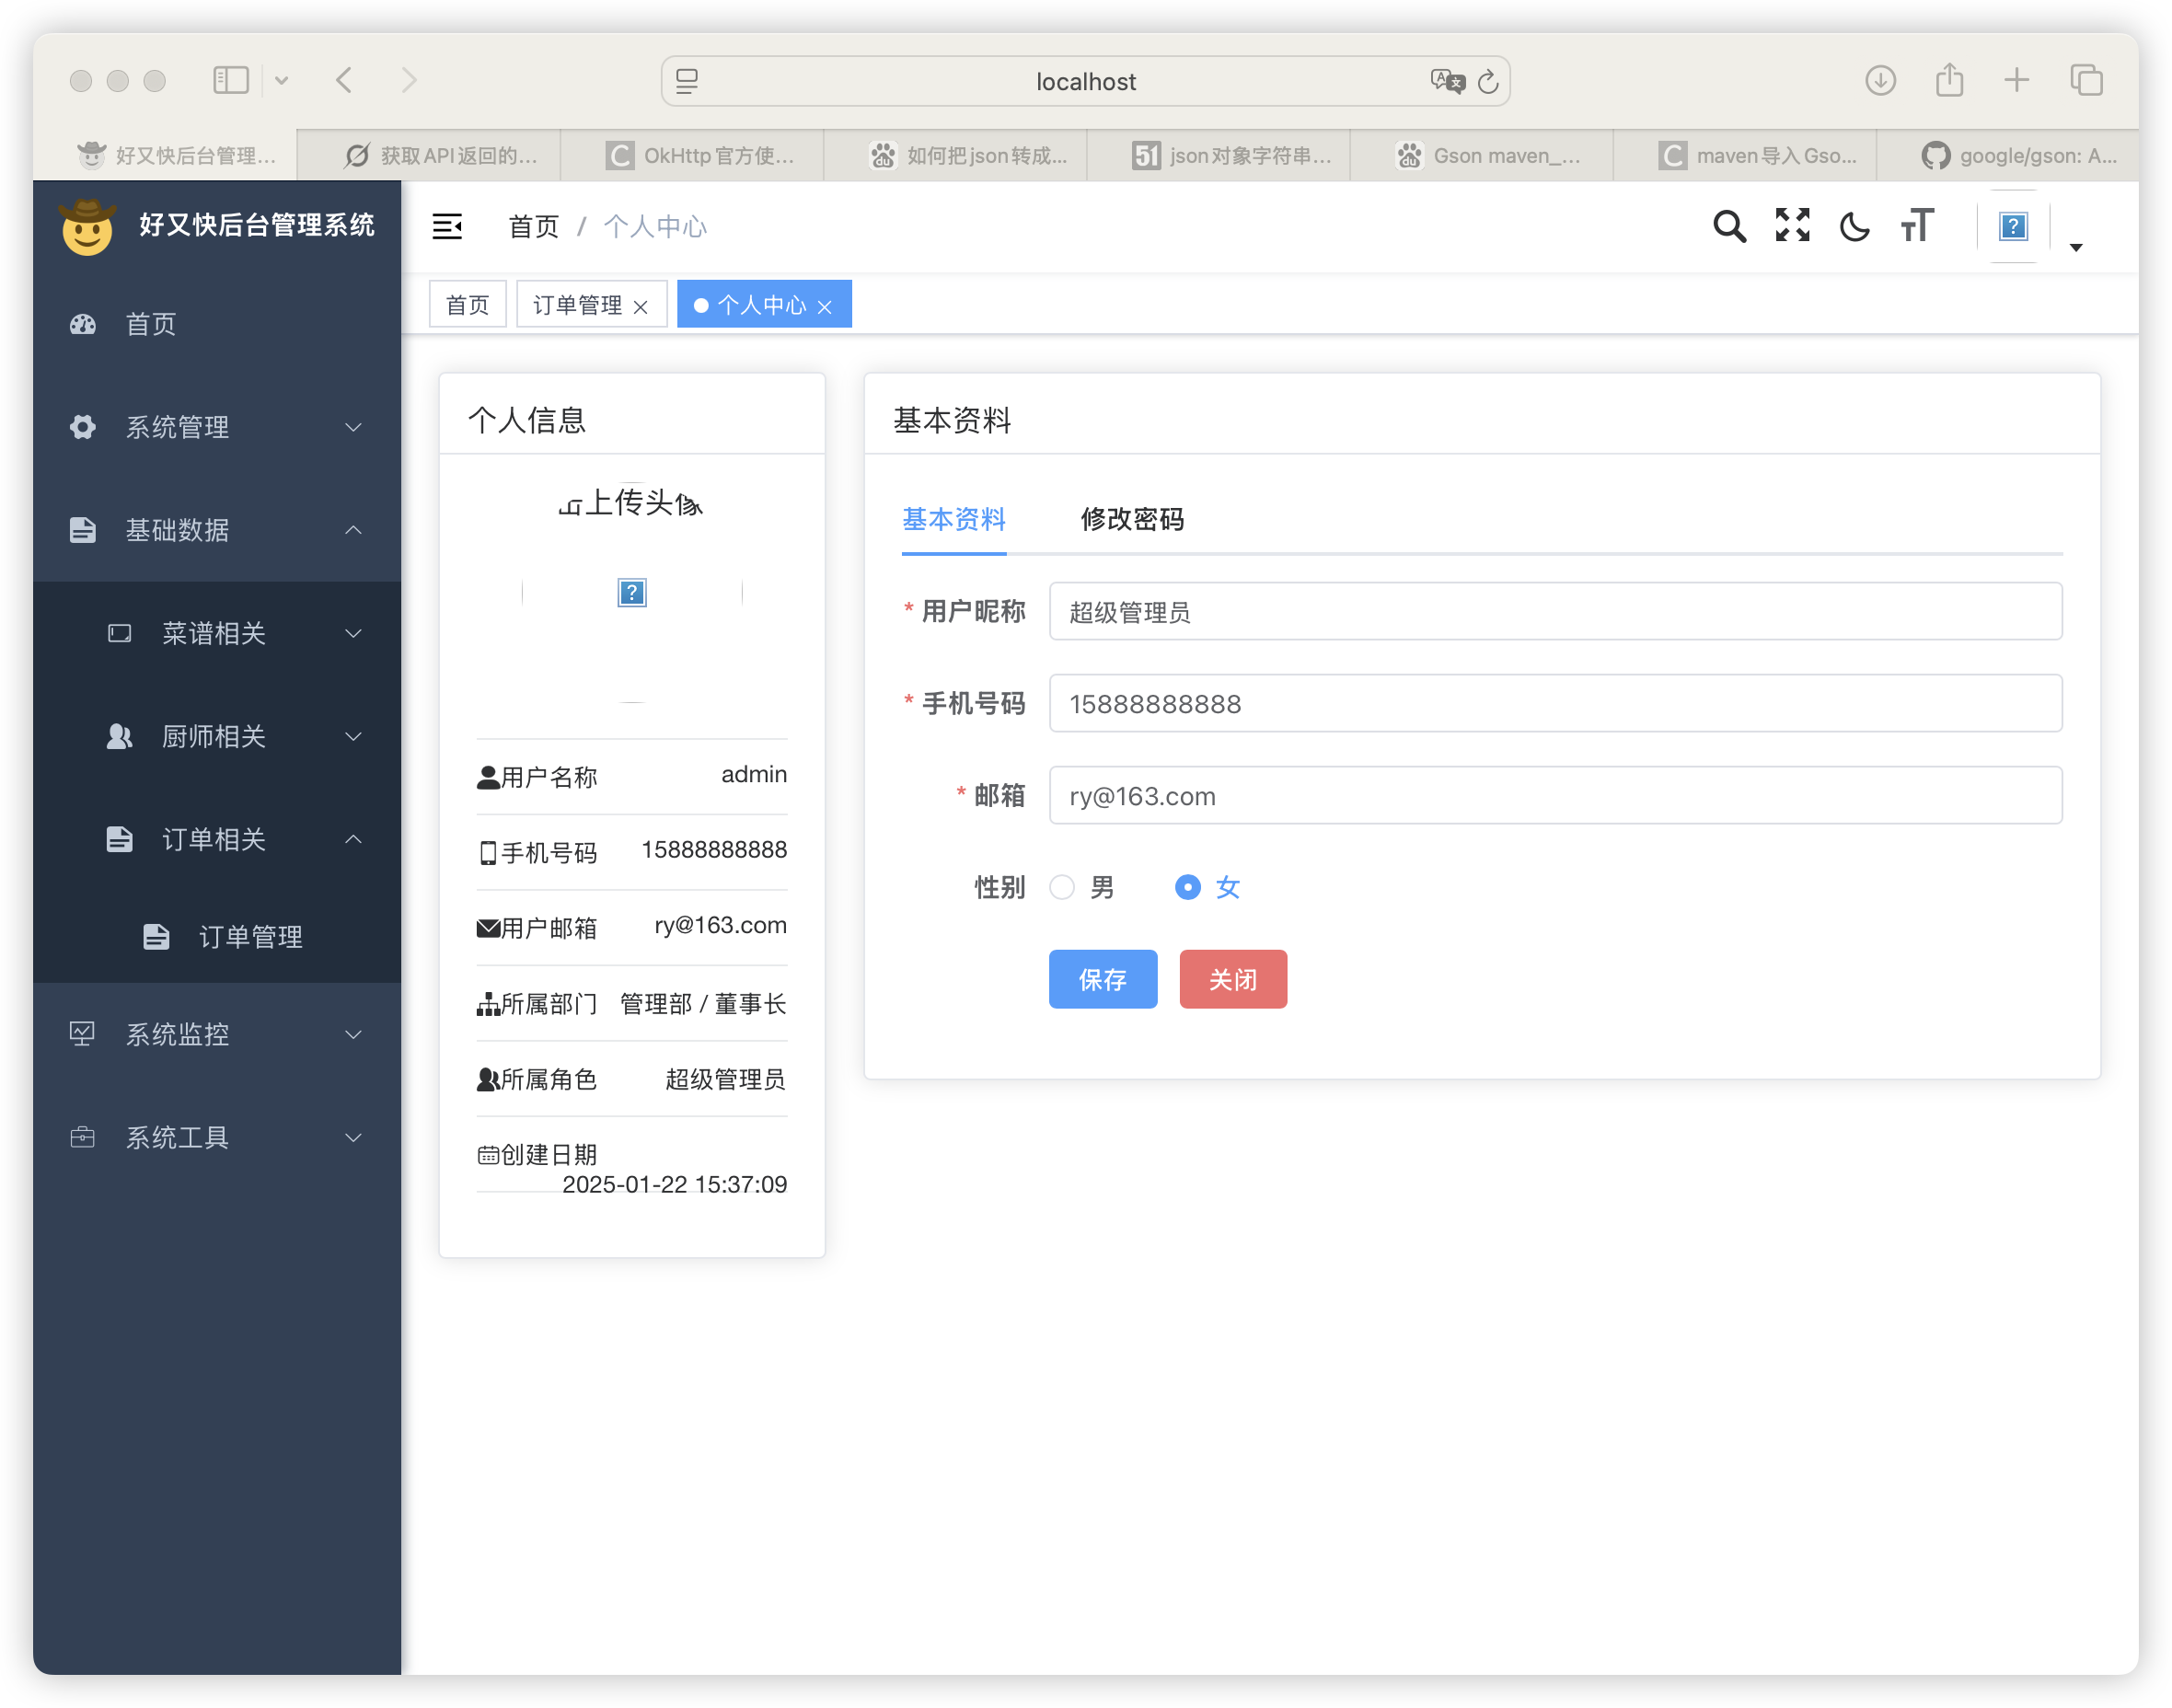 localhost
好又快后台管理...
获取API返回的...
OkHttp官方使...
如何把json转成...
51
json对象字符串...
Gson maven_...
maven导入Gso...
google/gson: A...
好又快后台管理系统
首页 / 个人中心
首页
订单管理
个人中心
首页
系统管理
基础数据
菜谱相关
厨师相关
订单相关
订单管理
系统监控
系统工具
个人信息
上传头像
用户名称 admin
手机号码 15888888888
用户邮箱 ry@163.com
所属部门 管理部 / 董事长
所属角色 超级管理员
创建日期
2025-01-22 15:37:09
基本资料
基本资料
修改密码
* 用户昵称 超级管理员
* 手机号码 15888888888
* 邮箱 ry@163.com
性别 男 女
保存
关闭